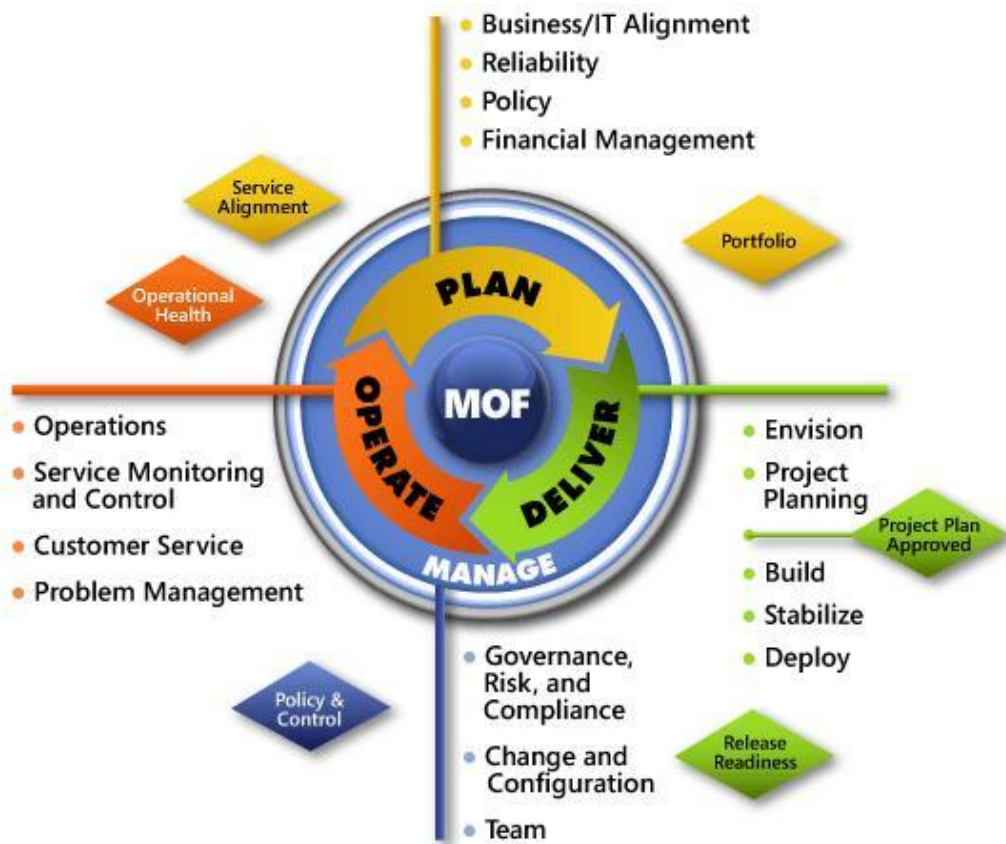 Business/IT Alignment
Reliability
Policy
Financial Management
Service
Alignment
Portfolio
Operational
Health
PLAN
MOF
OPERATE
DELIVER
MANAGE
Operations
Service Monitoring
and Control
Customer Service
Problem Management
Envision
Project
Planning
Project Plan
Approved
Build
Stabilize
Deploy
Policy &
Control
Governance,
Risk, and
Compliance
Change and
Configuration
Team
Release
Readiness